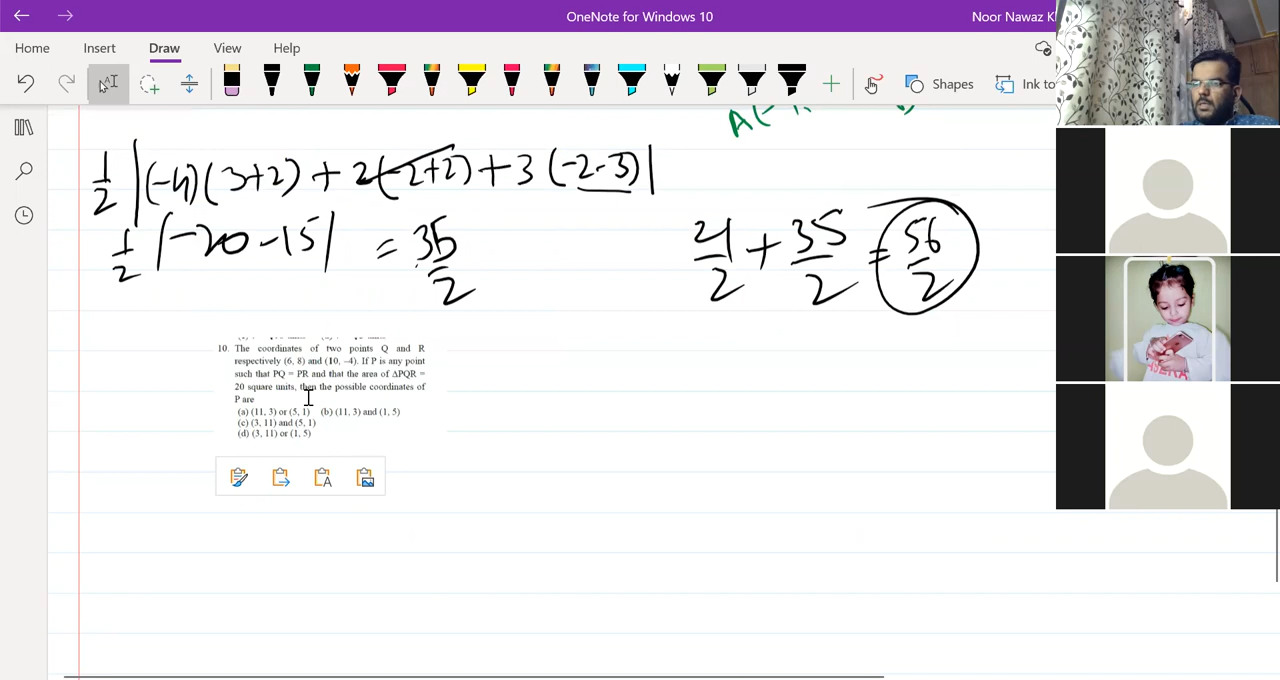 OneNote for Windows 10
Noor Nawaz K
Home Insert Draw View Help
Shapes Ink to
A(-
1/2 |(-4)(3+2) + 2(-2+2) + 3(-2-3)|
1/2 |-20-15| = 35/2
21/2 + 35/2 = 56/2
10. The coordinates of two points Q and R
respectively (6, 8) and (10, –4). If P is any point
such that PQ = PR and that the area of ΔPQR =
20 square units, then the possible coordinates of
P are
(a) (11, 3) or (5, 1) (b) (11, 3) and (1, 5)
(c) (3, 11) and (5, 1)
(d) (3, 11) or (1, 5)